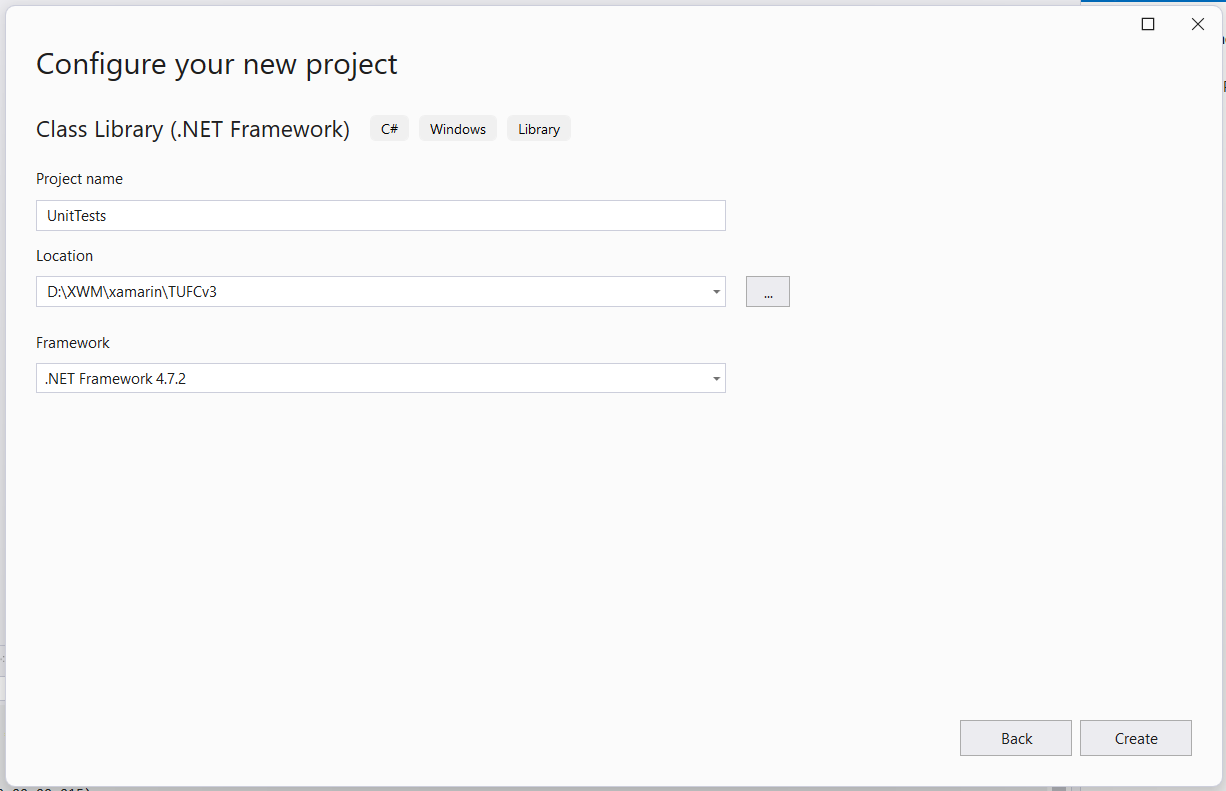 Configure your new project
Class Library (.NET Framework) C# Windows Library
Project name
UnitTests
Location
D:\XWM\xamarin\TUFCv3
...
Framework
.NET Framework 4.7.2
Back Create